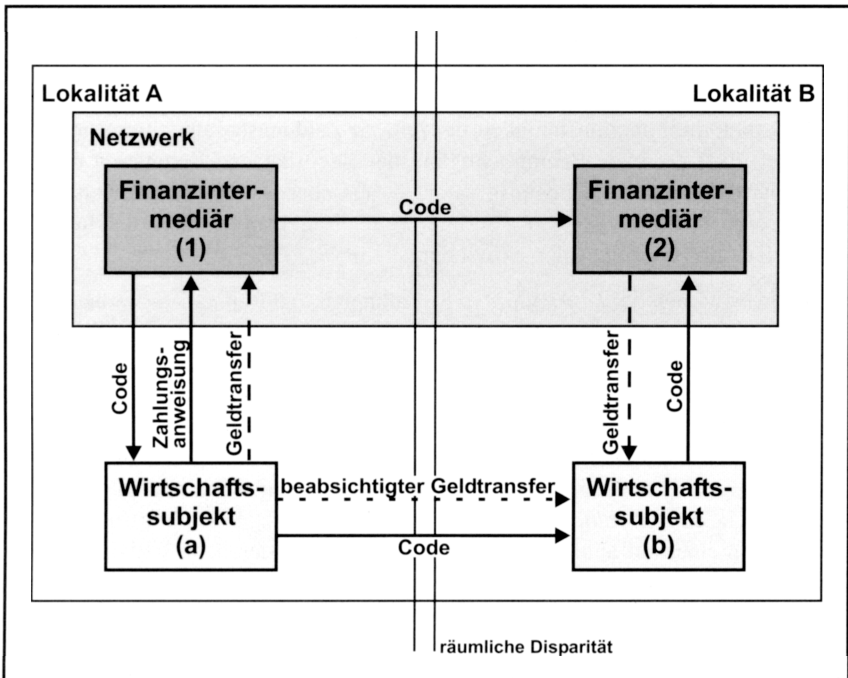 Lokalität A
Lokalität B
Netzwerk
Finanzinter-
mediär
(1)
Code
Finanzinter-
mediär
(2)
Code
Zahlungs-
anweisung
Geldtransfer
Geldtransfer
Code
Wirtschafts-
subjekt
(a)
beabsichtigter Geldtransfer
Code
Wirtschafts-
subjekt
(b)
räumliche Disparität